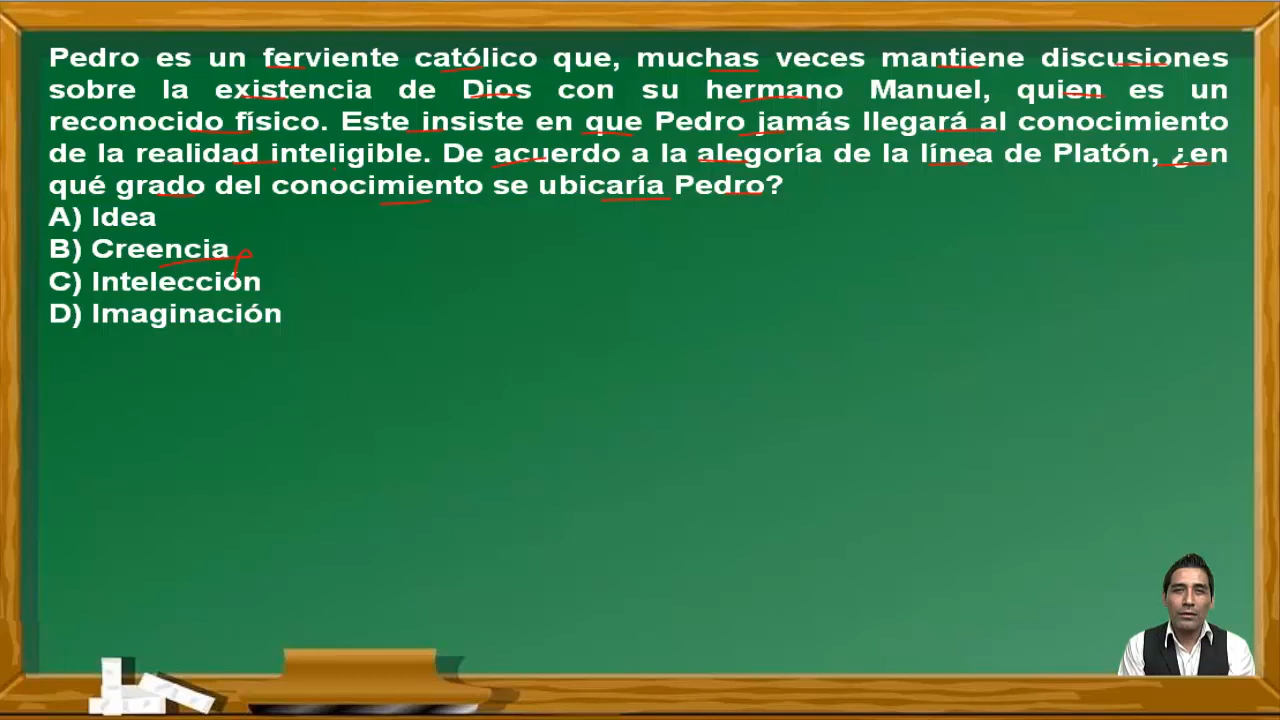 Pedro es un ferviente católico que, muchas veces mantiene discusiones
sobre la existencia de Dios con su hermano Manuel, quien es un
reconocido físico. Este insiste en que Pedro jamás llegará al conocimiento
de la realidad inteligible. De acuerdo a la alegoría de la línea de Platón, ¿en
qué grado del conocimiento se ubicaría Pedro?
A) Idea
B) Creencia
C) Intelección
D) Imaginación